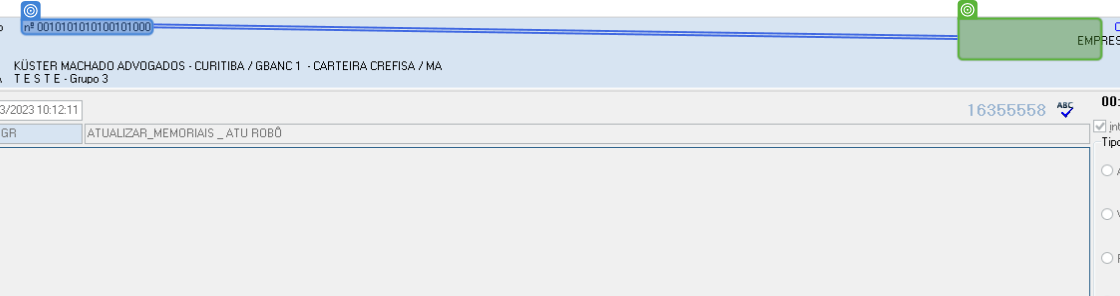 nº 0010101010100101000
EMPRES
KÜSTER MACHADO ADVOGADOS - CURITIBA / GBANC 1 - CARTEIRA CREFISA / MA
T E S T E - Grupo 3
3/2023 10:12:11
16355558
ABC
00:
GR
ATUALIZAR_MEMORIAIS _ ATU ROBÔ
Tipo